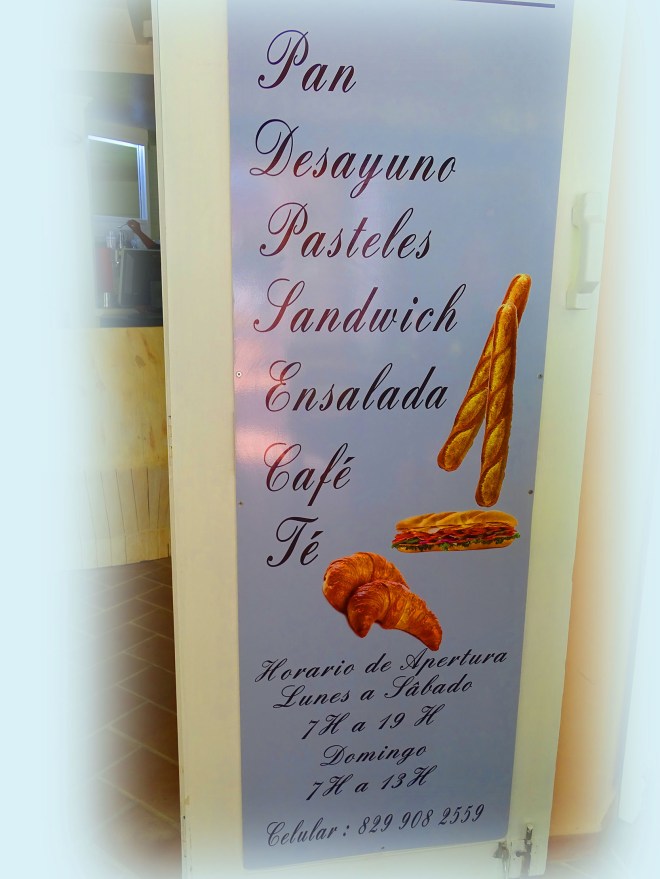 Pan
Desayuno
Pasteles
Sandwich
Ensalada
Café
Té
Horario de Apertura
Lunes a Sâbado
7H a 19 H
Domingo
7H a 13H
Celular : 829 908 2559